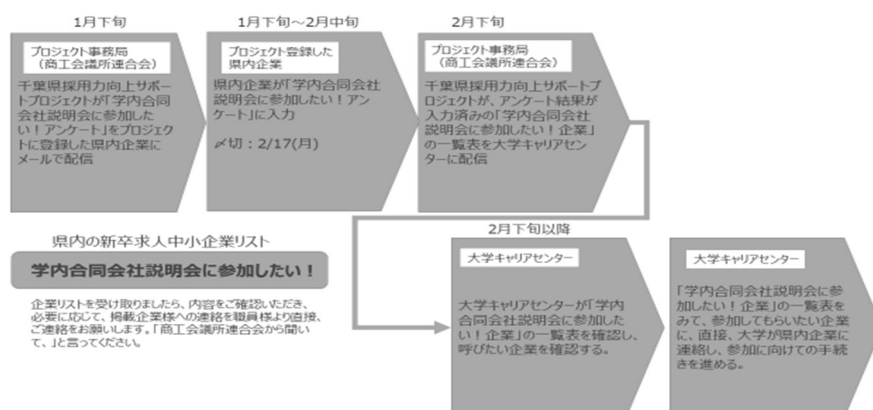 1月下旬
プロジェクト事務局
（商工会議所連合会）
千葉県採用力向上サポー
トプロジェクトが「学内合同
会社説明会に参加した
い！アンケート」をプロジェク
トに登録した県内企業に
メールで配信
1月下旬～2月中旬
プロジェクト登録した
県内企業
県内企業が「学内合同会社
説明会に参加したい！アン
ケート」に入力
〆切：2/17(月)
2月下旬
プロジェクト事務局
（商工会議所連合会）
千葉県採用力向上サポートプ
ロジェクトが、アンケート結果が
入力済みの「学内合同会社
説明会に参加したい！企業」
の一覧表を大学キャリアセン
ターに配信
県内の新卒求人中小企業リスト
学内合同会社説明会に参加したい！
企業リストを受け取りましたら、内容をご確認いただき、
必要に応じて、掲載企業様への連絡を職員様より直接、
ご連絡をお願いします。「商工会議所連合会から聞い
て、」と言ってください。
2月下旬以降
大学キャリアセンター
大学キャリアセンターが「学内
合同会社説明会に参加した
い！企業」の一覧表を確認し、
呼びたい企業を確認する。
大学キャリアセンター
「学内合同会社説明会に参
加したい！企業」の一覧表を
みて、参加してもらいたい企業
に、直接、大学が県内企業に
連絡し、参加に向けての手続
きを進める。